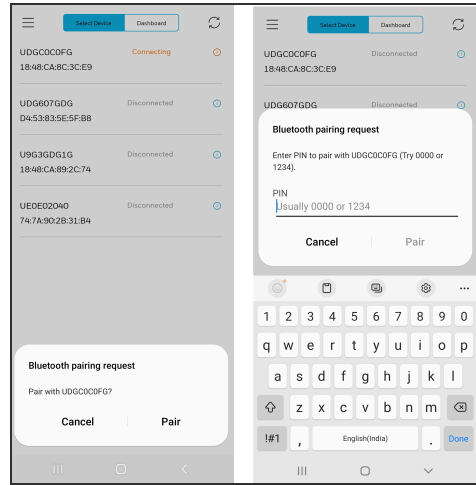 Select Device Dashboard
UDGC0C0FG Connecting
18:48:CA:8C:3C:E9
UDG607GDG Disconnected
D4:53:83:5E:5F:B8
U9G3GDG1G Disconnected
18:48:CA:89:2C:74
UE0E02040 Disconnected
74:7A:90:2B:31:B4
Bluetooth pairing request
Pair with UDGC0C0FG?
Cancel Pair
Select Device Dashboard
UDGC0C0FG Disconnected
18:48:CA:8C:3C:E9
UDG607GDG Disconnected
Bluetooth pairing request
Enter PIN to pair with UDGC0C0FG (Try 0000 or
1234).
PIN
Usually 0000 or 1234
Cancel Pair
1 2 3 4 5 6 7 8 9 0
q w e r t y u i o p
a s d f g h j k l
z x c v b n m
!#1 , English(India) . Done